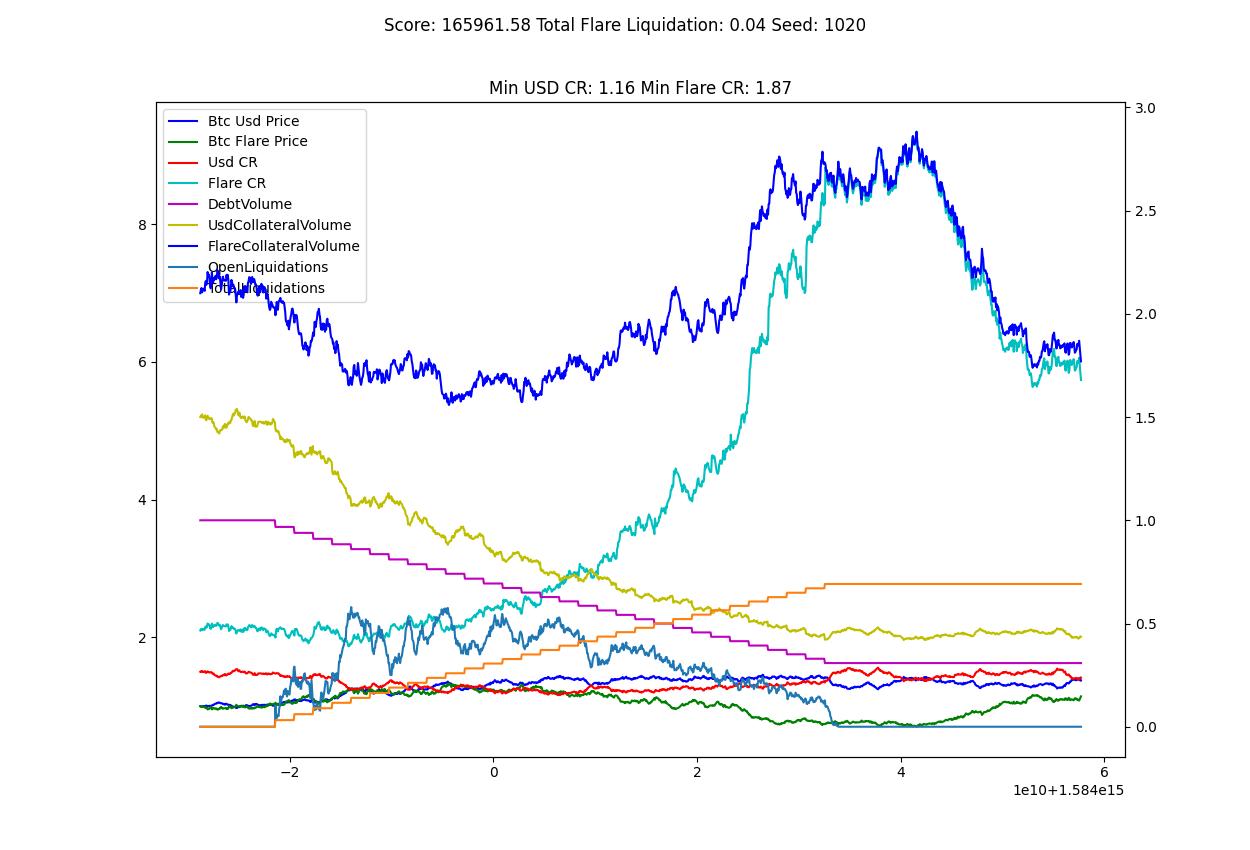 Score: 165961.58 Total Flare Liquidation: 0.04 Seed: 1020
Min USD CR: 1.16 Min Flare CR: 1.87
Btc Usd Price
Btc Flare Price
Usd CR
Flare CR
DebtVolume
UsdCollateralVolume
FlareCollateralVolume
OpenLiquidations
TotalLiquidations
8
6
4
2
3.0
2.5
2.0
1.5
1.0
0.5
0.0
−2 0 2 4 6
1e10+1.584e15